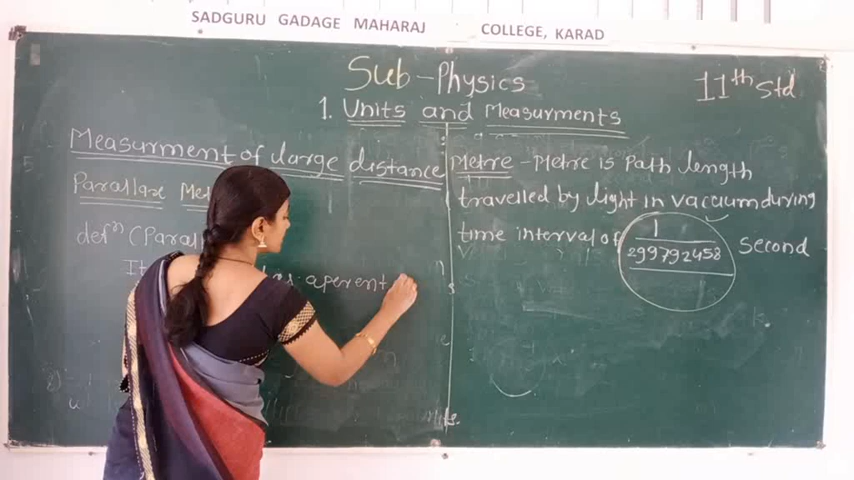 SADGURU GADAGE MAHARAJ COLLEGE, KARAD
Sub-Physics
11th Std
1. Units and Measurments
Measurment of large distance
Parallax Me
defn (Paral
It as aperent
Metre - Metre is Path length
travelled by light in vacuum during
time interval of 1/299792458 second